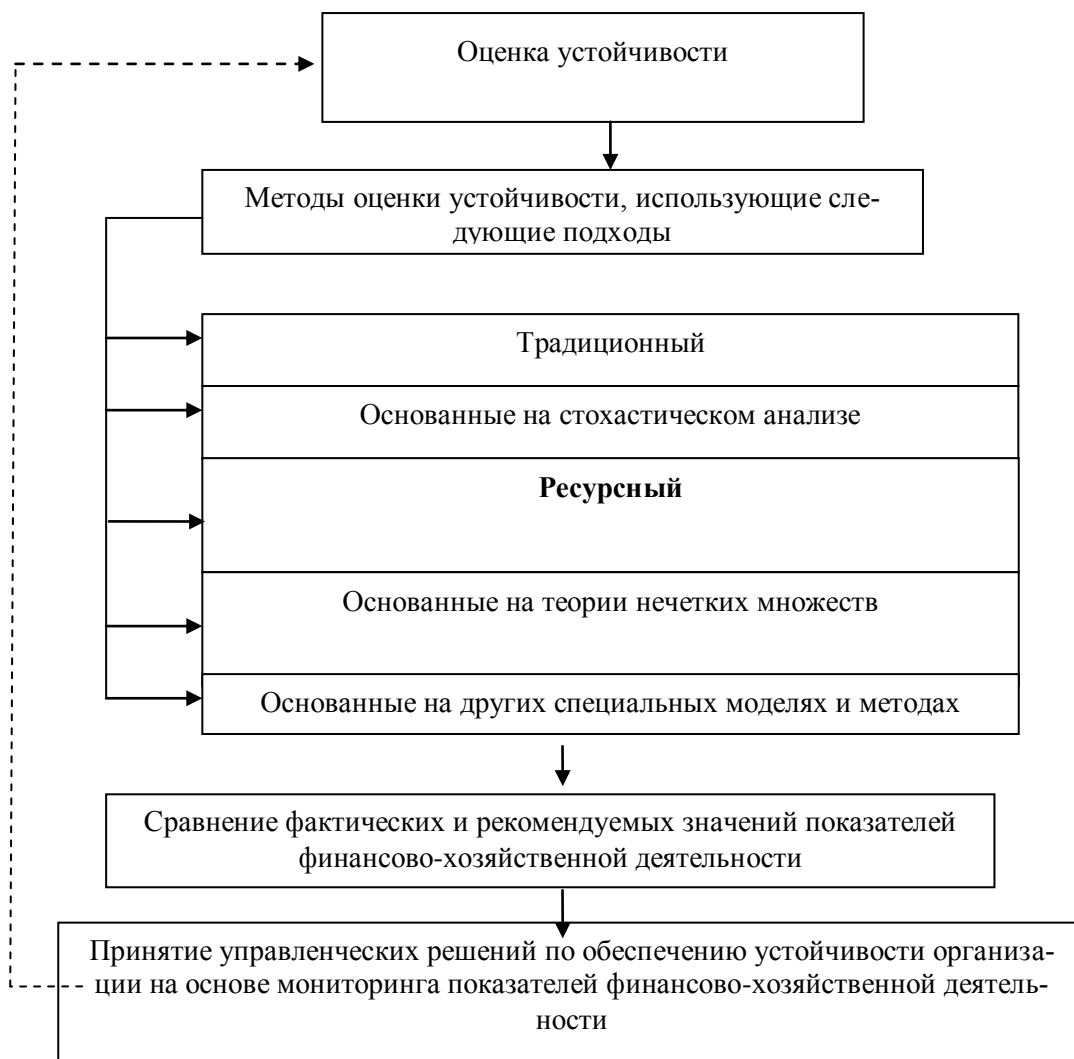 Оценка устойчивости
Методы оценки устойчивости, использующие сле-
дующие подходы
Традиционный
Основанные на стохастическом анализе
Ресурсный
Основанные на теории нечетких множеств
Основанные на других специальных моделях и методах
Сравнение фактических и рекомендуемых значений показателей
финансово-хозяйственной деятельности
Принятие управленческих решений по обеспечению устойчивости организа-
ции на основе мониторинга показателей финансово-хозяйственной деятель-
ности